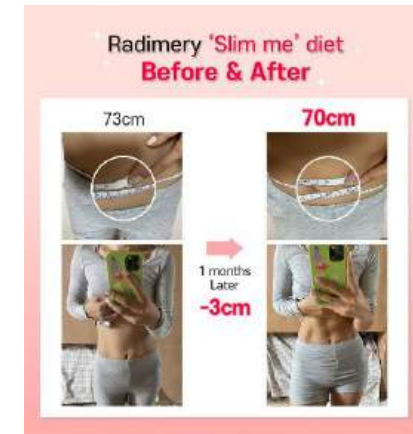 Radimery ‘Slim me’ diet
Before & After
73cm
70cm
1 months
Later
-3cm